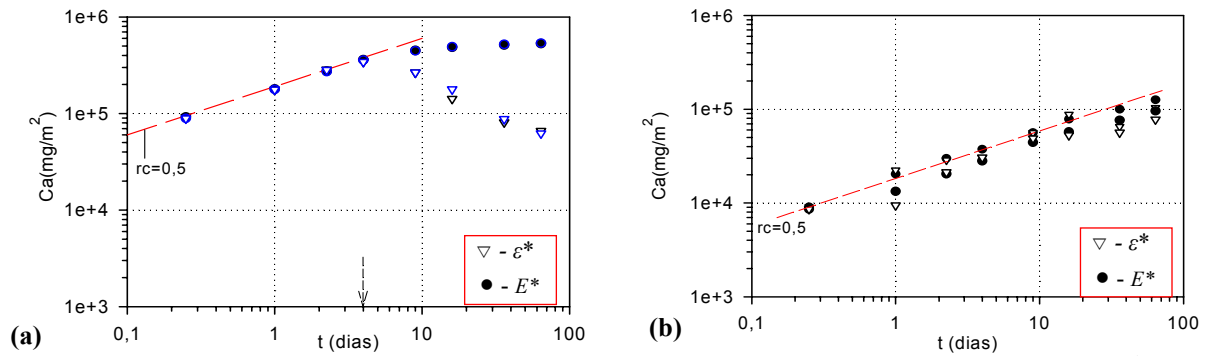 1e+6
1e+5
1e+4
1e+3
Ca(mg/m²)
rc=0,5
- ε*
- E*
0,1
1
10
100
t (dias)
(a)
1e+6
1e+5
1e+4
1e+3
Ca(mg/m²)
rc=0,5
- ε*
- E*
0,1
1
10
100
t (dias)
(b)